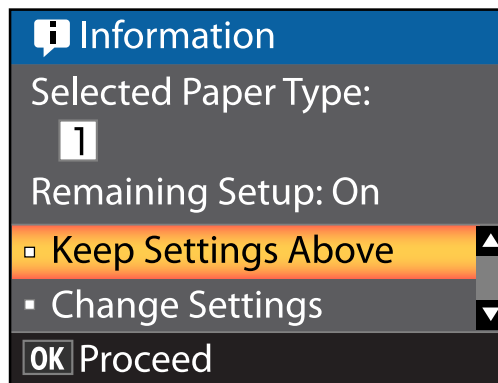 Information
Selected Paper Type:
1
Remaining Setup: On
Keep Settings Above
Change Settings
OK Proceed